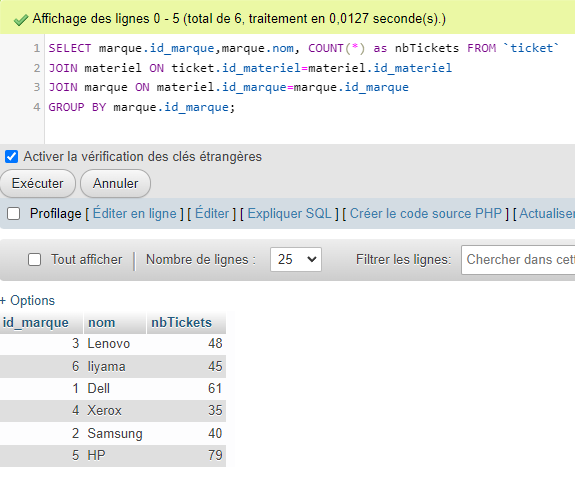 Affichage des lignes 0 - 5 (total de 6, traitement en 0,0127 seconde(s).)
1 SELECT marque.id_marque,marque.nom, COUNT(*) as nbTickets FROM `ticket`
2 JOIN materiel ON ticket.id_materiel=materiel.id_materiel
3 JOIN marque ON materiel.id_marque=marque.id_marque
4 GROUP BY marque.id_marque;
Activer la vérification des clés étrangères
Exécuter Annuler
Profilage [ Éditer en ligne ] [ Éditer ] [ Expliquer SQL ] [ Créer le code source PHP ] [ Actualiser
Tout afficher Nombre de lignes : 25 Filtrer les lignes: Chercher dans cett
+ Options
id_marque nom nbTickets
3 Lenovo 48
6 Iiyama 45
1 Dell 61
4 Xerox 35
2 Samsung 40
5 HP 79